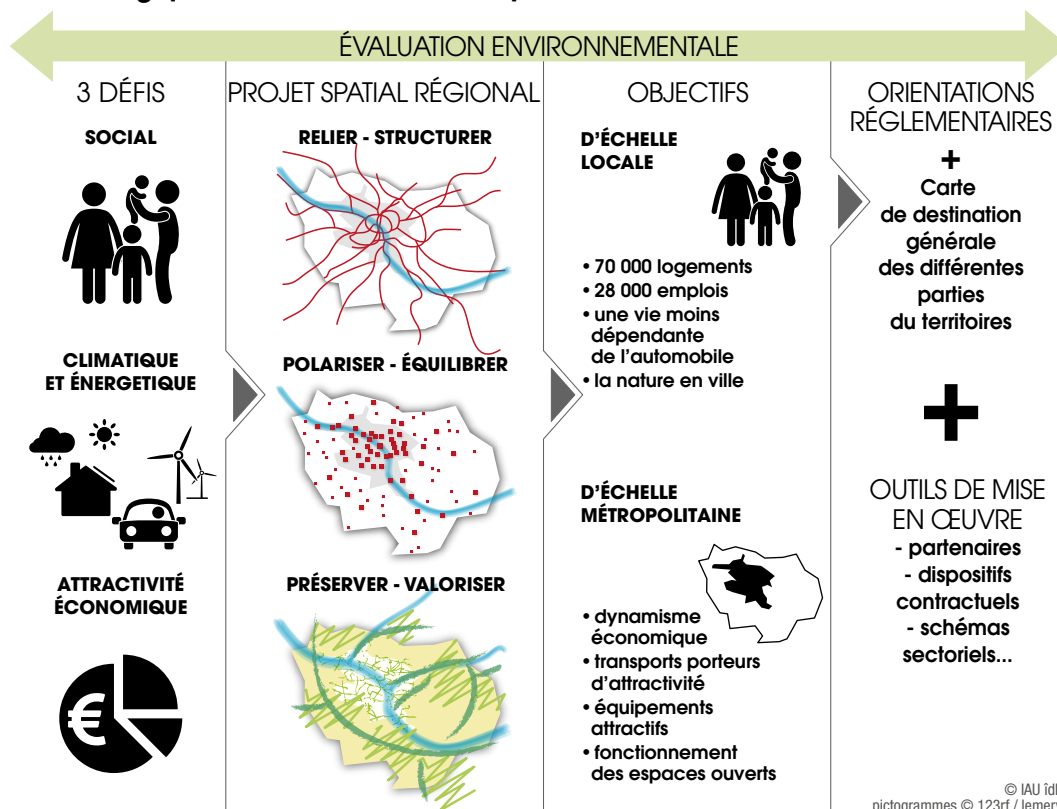 ÉVALUATION ENVIRONNEMENTALE
3 DÉFIS
SOCIAL
CLIMATIQUE
ET ÉNERGETIQUE
ATTRACTIVITÉ
ÉCONOMIQUE
€
PROJET SPATIAL RÉGIONAL
RELIER - STRUCTURER
POLARISER - ÉQUILIBRER
PRÉSERVER - VALORISER
OBJECTIFS
D'ÉCHELLE
LOCALE
• 70 000 logements
• 28 000 emplois
• une vie moins
dépendante
de l'automobile
• la nature en ville
D'ÉCHELLE
MÉTROPOLITAINE
• dynamisme
économique
• transports porteurs
d'attractivité
• équipements
attractifs
• fonctionnement
des espaces ouverts
ORIENTATIONS
RÉGLEMENTAIRES
+
Carte
de destination
générale
des différentes
parties
du territoires
+
OUTILS DE MISE
EN ŒUVRE
- partenaires
- dispositifs
contractuels
- schémas
sectoriels...
© IAU îdf
pictogrammes © 123rf / lemery